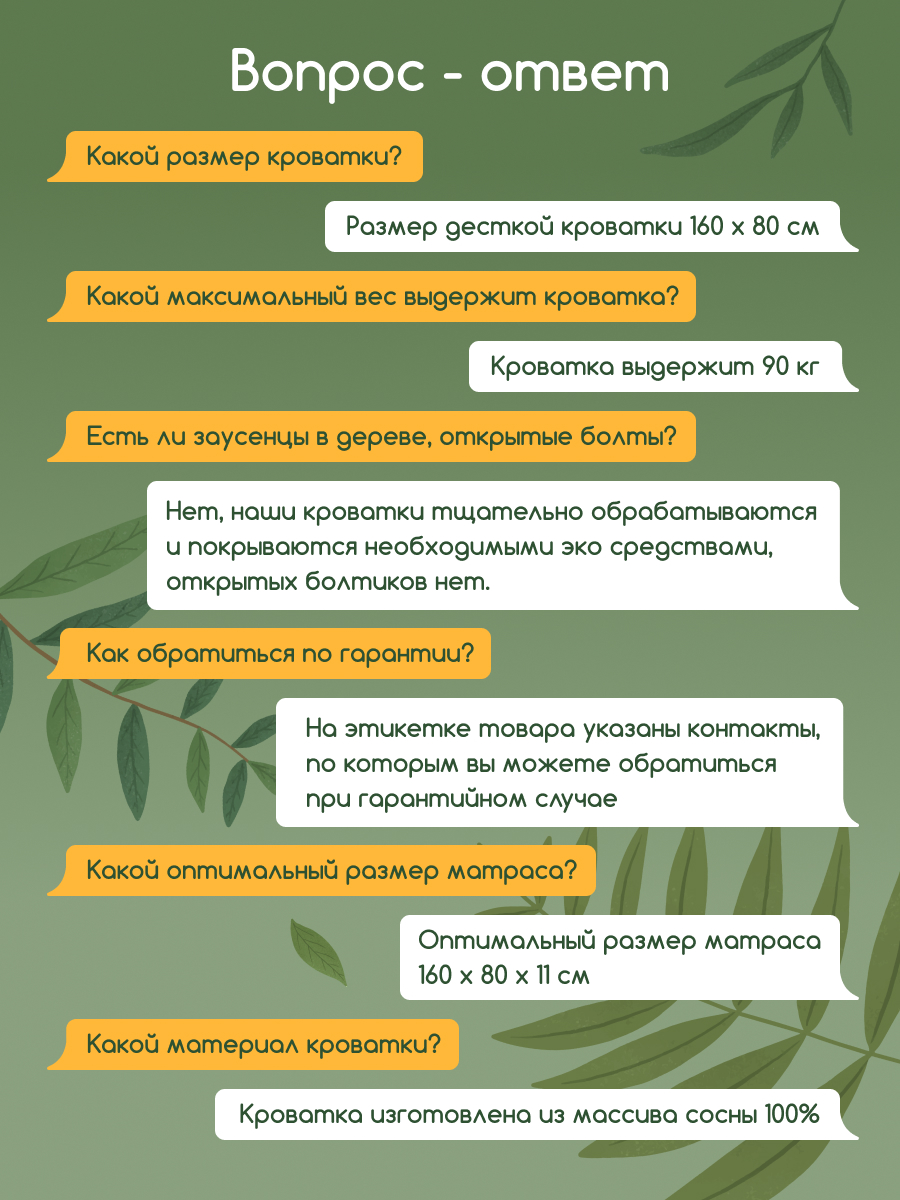 Вопрос - ответ
Какой размер кроватки?
Размер десткой кроватки 160 х 80 см
Какой максимальный вес выдержит кроватка?
Кроватка выдержит 90 кг
Есть ли заусенцы в дереве, открытые болты?
Нет, наши кроватки тщательно обрабатываются
и покрываются необходимыми эко средствами,
открытых болтиков нет.
Как обратиться по гарантии?
На этикетке товара указаны контакты,
по которым вы можете обратиться
при гарантийном случае
Какой оптимальный размер матраса?
Оптимальный размер матраса
160 х 80 х 11 см
Какой материал кроватки?
Кроватка изготовлена из массива сосны 100%